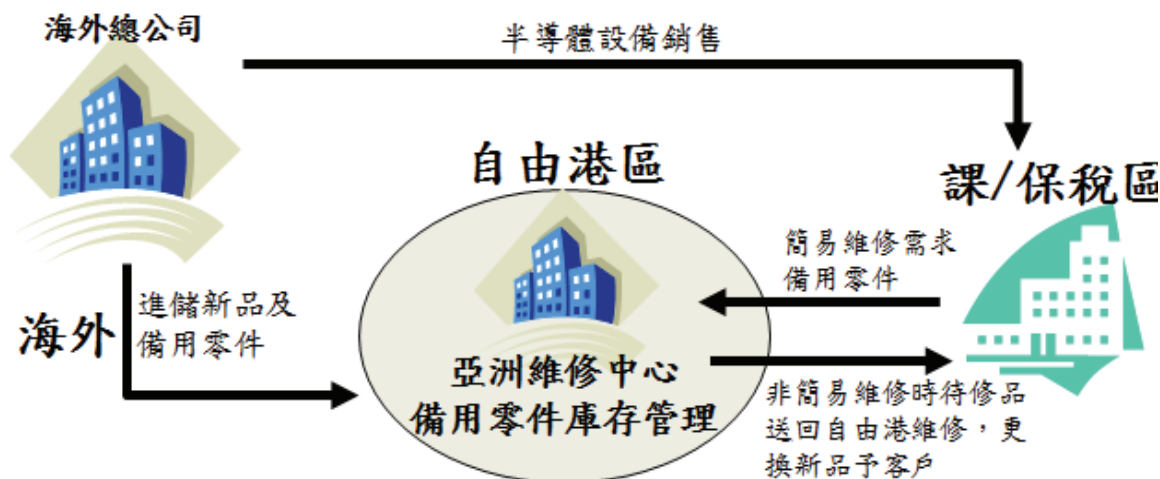 海外總公司
半導體設備銷售
自由港區
課/保稅區
簡易維修需求
備用零件
海外
進儲新品及
備用零件
亞洲維修中心
備用零件庫存管理
非簡易維修時待修品
送回自由港維修，更
換新品予客戶